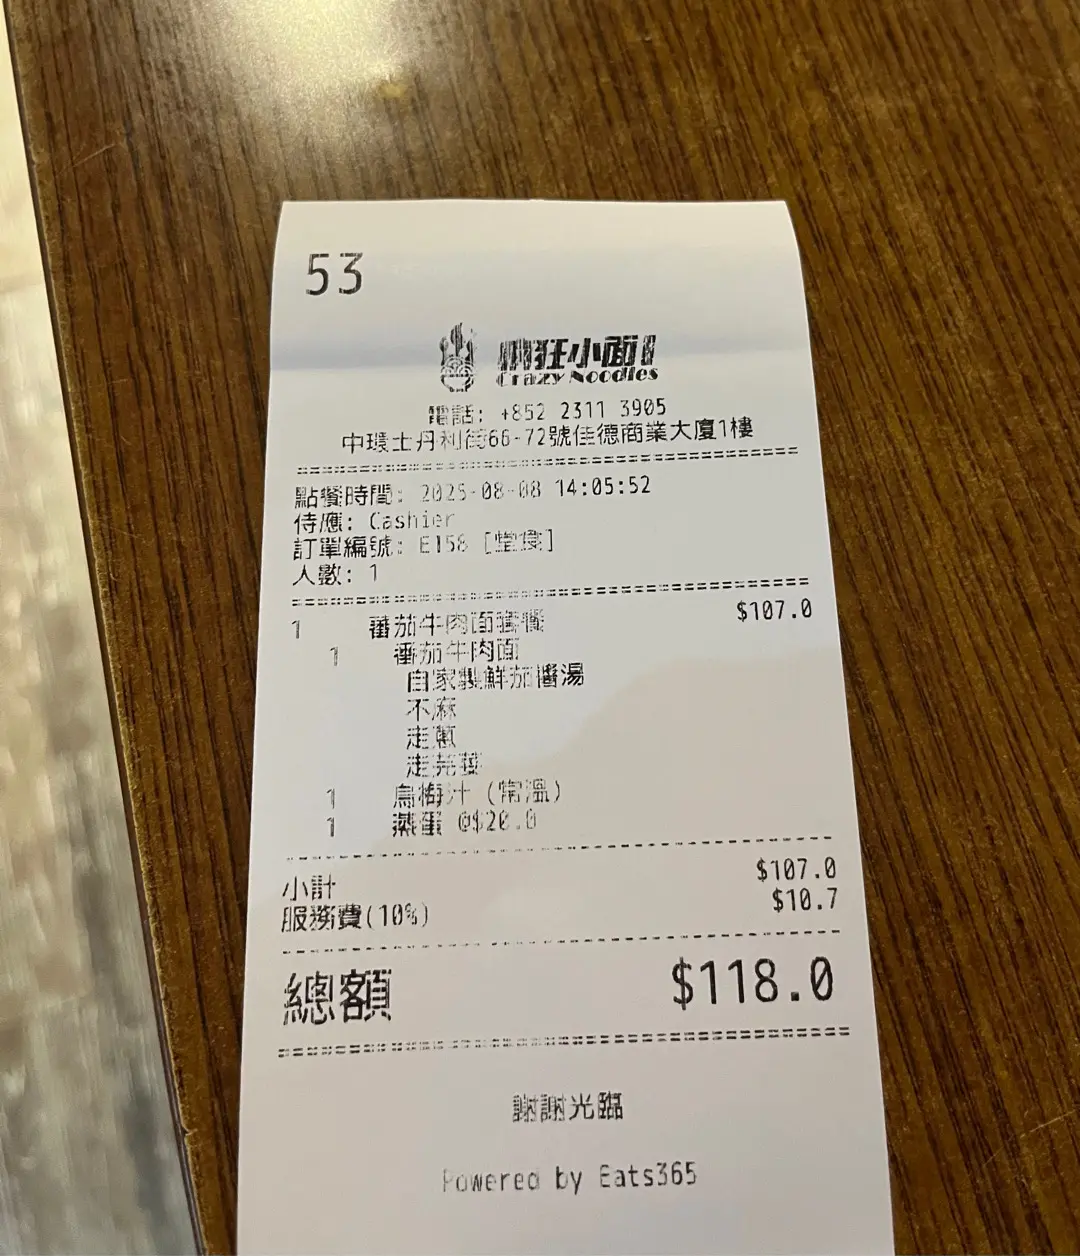 53
瘋狂小面!
Crazy Noodles
電話: +852 2311 3905
中環士丹利街66-72號佳德商業大廈1樓
點餐時間: 2025-08-08 14:05:52
侍應: Cashier
訂單編號: E158 [堂食]
人數: 1
1 番茄牛肉面套餐 $107.0
1 番茄牛肉面
自家製鮮茄醬湯
不麻
走蔥
走芫荽
1 烏梅汁 (常溫)
1 蒸蛋 @$20.0
小計 $107.0
服務費(10%) $10.7
總額 $118.0
謝謝光臨
Powered by Eats365